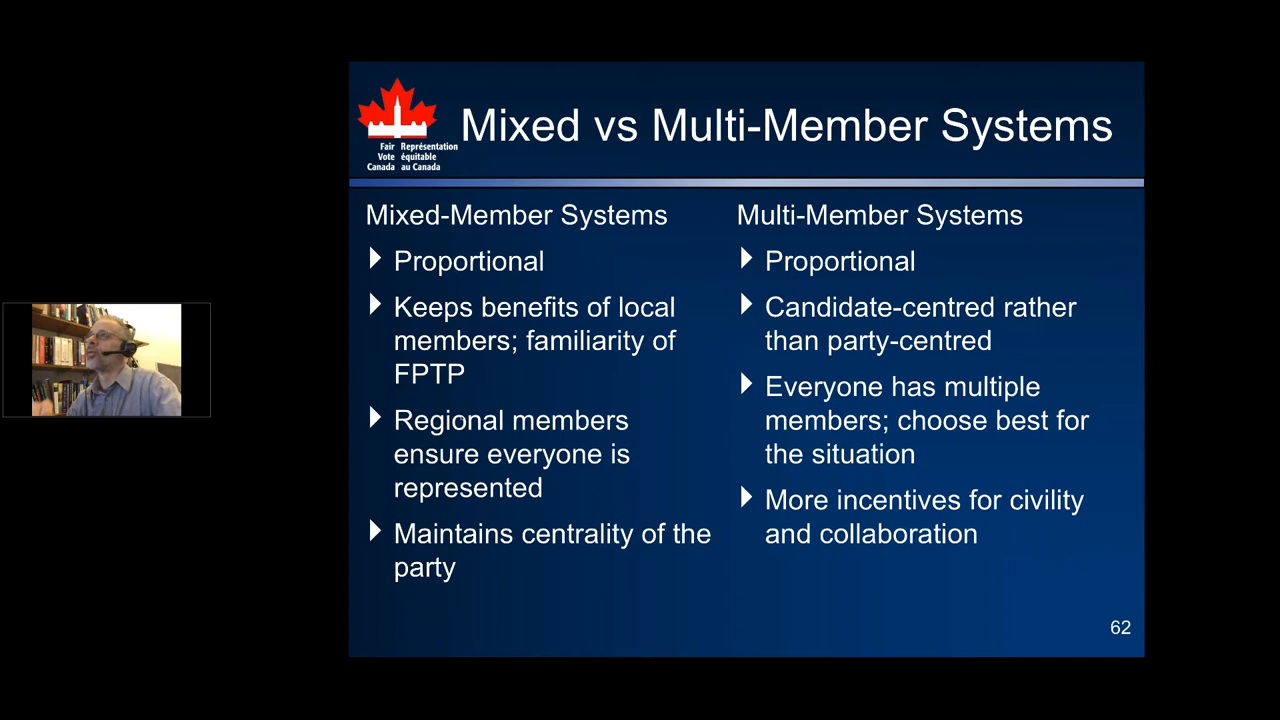 Mixed vs Multi-Member Systems
Fair Représentation
Vote équitable
Canada au Canada
Mixed-Member Systems
Proportional
Keeps benefits of local
members; familiarity of
FPTP
Regional members
ensure everyone is
represented
Maintains centrality of the
party
Multi-Member Systems
Proportional
Candidate-centred rather
than party-centred
Everyone has multiple
members; choose best for
the situation
More incentives for civility
and collaboration
62